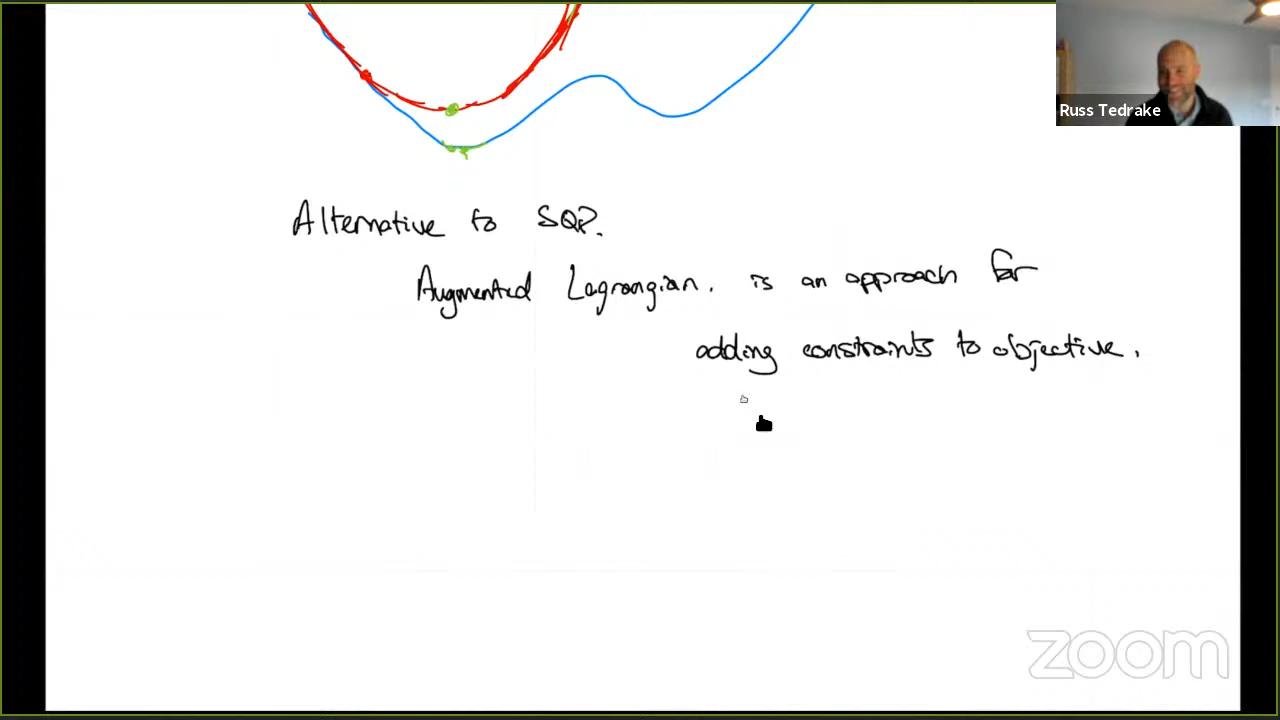 Russ Tedrake
Alternative to SQP.
Augmented Lagrangian. is an approach for
adding constraints to objective.
zoom